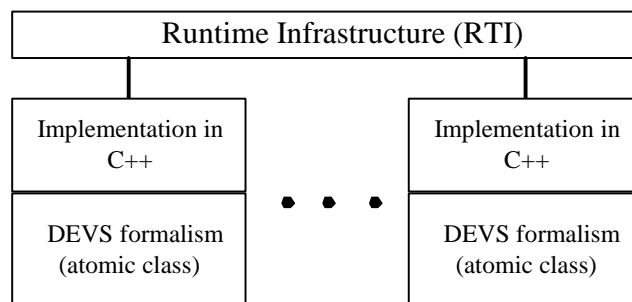 Runtime Infrastructure (RTI)
Implementation in
C++
DEVS formalism
(atomic class)
Implementation in
C++
DEVS formalism
(atomic class)